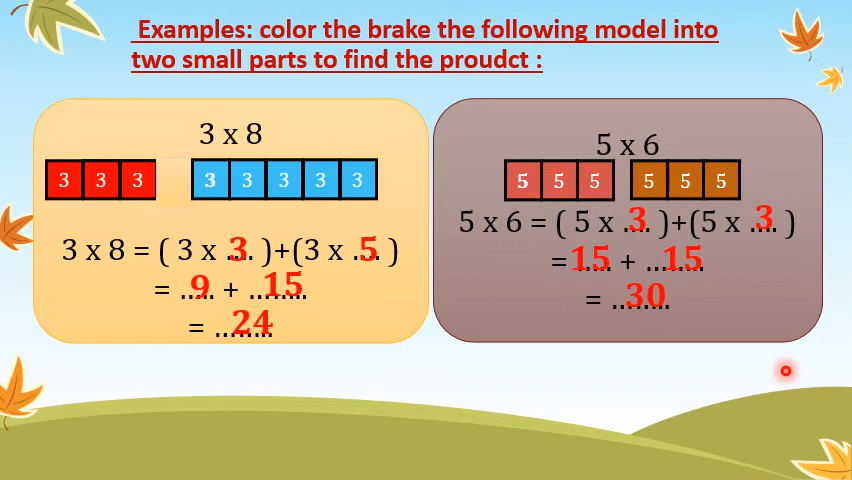 Examples: color the brake the following model into
two small parts to find the proudct :
3 x 8
3 3 3 3 3 3 3 3
3 x 8 = ( 3 x .3. )+(3 x .5. )
= ..9.. + ...15...
= ...24...
5 x 6
5 5 5 5 5 5
5 x 6 = ( 5 x .3. )+(5 x .3. )
= ..15.. + ...15...
= ...30...